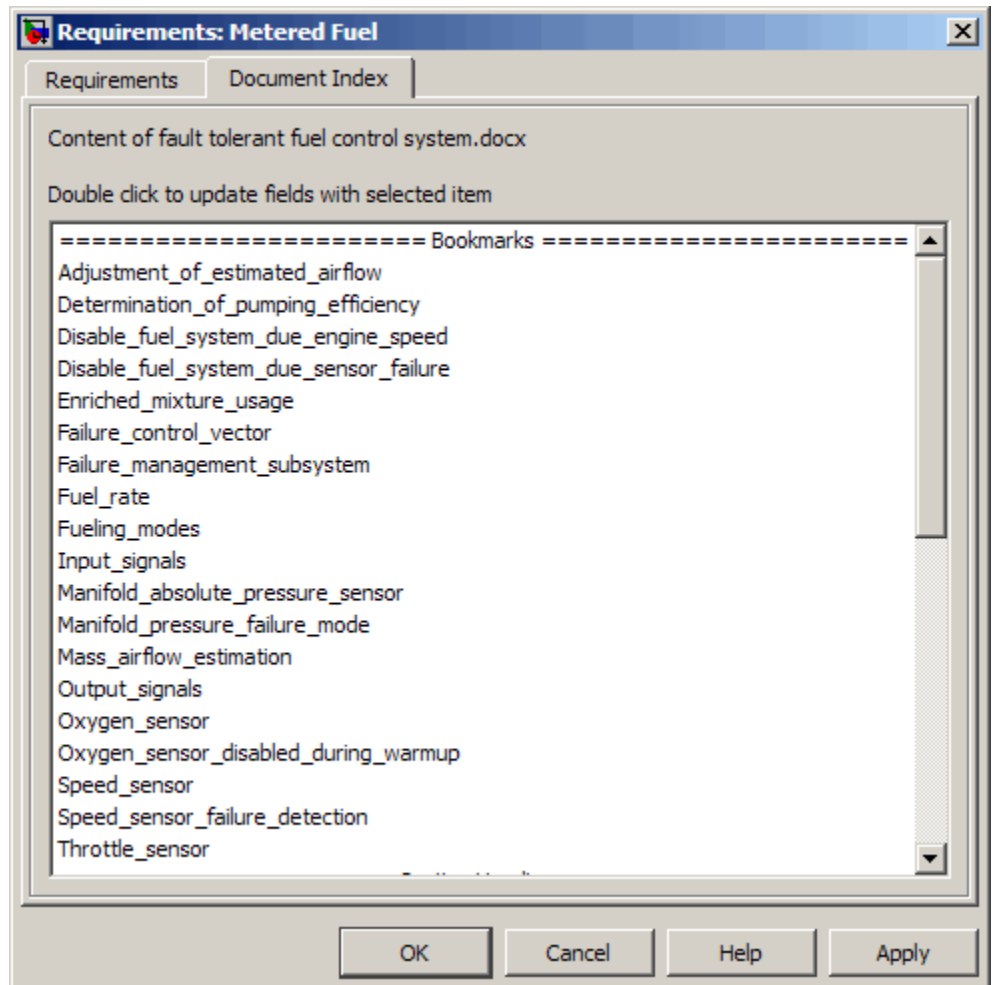 Requirements: Metered Fuel
Requirements Document Index
Content of fault tolerant fuel control system.docx
Double click to update fields with selected item
======================= Bookmarks =======================
Adjustment_of_estimated_airflow
Determination_of_pumping_efficiency
Disable_fuel_system_due_engine_speed
Disable_fuel_system_due_sensor_failure
Enriched_mixture_usage
Failure_control_vector
Failure_management_subsystem
Fuel_rate
Fueling_modes
Input_signals
Manifold_absolute_pressure_sensor
Manifold_pressure_failure_mode
Mass_airflow_estimation
Output_signals
Oxygen_sensor
Oxygen_sensor_disabled_during_warmup
Speed_sensor
Speed_sensor_failure_detection
Throttle_sensor
OK Cancel Help Apply